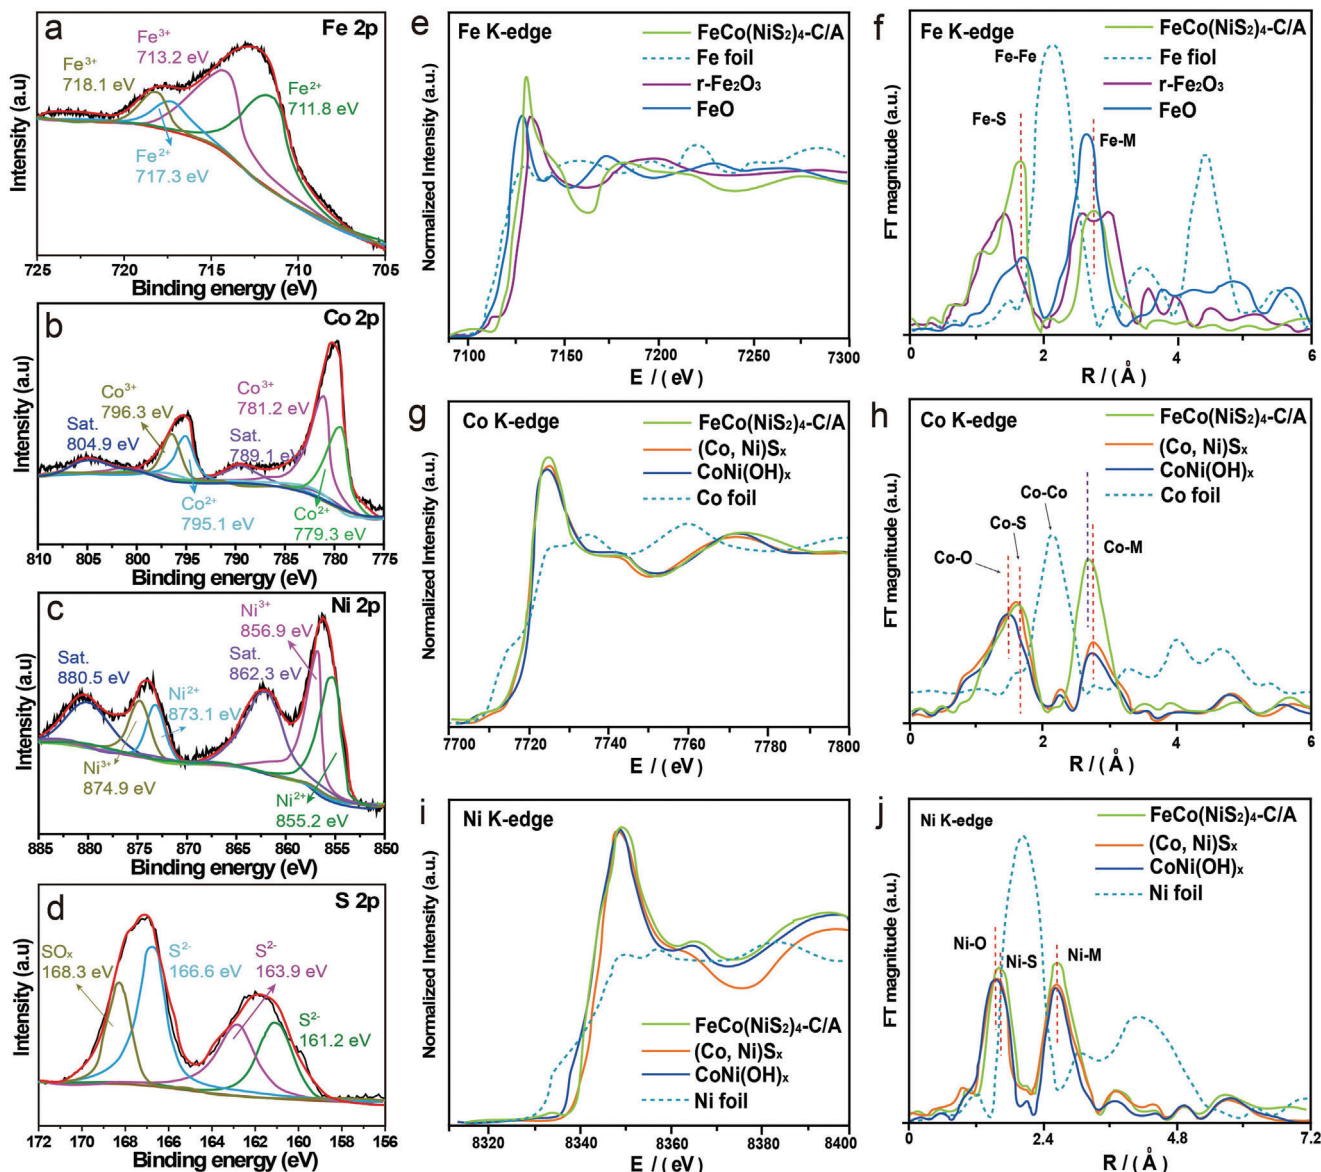 a
Fe 2p
Fe³⁺
713.2 eV
Fe³⁺
718.1 eV
Fe²⁺
711.8 eV
Fe²⁺
717.3 eV
Intensity (a.u)
725 720 715 710 705
Binding energy (eV)
b
Co 2p
Co³⁺
796.3 eV
Co³⁺
781.2 eV
Sat.
804.9 eV
Sat.
789.1 eV
Co²⁺
795.1 eV
Co²⁺
779.3 eV
Intensity (a.u)
810 805 800 795 790 785 780 775
Binding energy (eV)
c
Ni 2p
Ni³⁺
856.9 eV
Sat.
880.5 eV
Sat.
862.3 eV
Ni²⁺
873.1 eV
Ni³⁺
874.9 eV
Ni²⁺
855.2 eV
Intensity (a.u)
885 880 875 870 865 860 855 850
Binding energy (eV)
d
S 2p
SOₓ
168.3 eV
S²⁻
166.6 eV
S²⁻
163.9 eV
S²⁻
161.2 eV
Intensity (a.u)
172 170 168 166 164 162 160 158 156
Binding energy (eV)
e
Fe K-edge
FeCo(NiS₂)₄-C/A
Fe foil
r-Fe₂O₃
FeO
Normalized Intensity (a.u.)
7100 7150 7200 7250 7300
E /( eV)
f
Fe K-edge
FeCo(NiS₂)₄-C/A
Fe fiol
r-Fe₂O₃
FeO
Fe-Fe
Fe-S
Fe-M
FT magnitude (a.u.)
0 2 4 6
R /( Å)
g
Co K-edge
FeCo(NiS₂)₄-C/A
(Co, Ni)Sₓ
CoNi(OH)ₓ
Co foil
Normalized Intensity (a.u.)
7700 7720 7740 7760 7780 7800
E /( eV)
h
Co K-edge
FeCo(NiS₂)₄-C/A
(Co, Ni)Sₓ
CoNi(OH)ₓ
Co foil
Co-Co
Co-S
Co-O
Co-M
FT magnitude (a.u.)
0 2 4 6
R /( Å)
i
Ni K-edge
FeCo(NiS₂)₄-C/A
(Co, Ni)Sₓ
CoNi(OH)ₓ
Ni foil
Normalized Intensity (a.u.)
8320 8340 8360 8380 8400
E /( eV)
j
Ni K-edge
FeCo(NiS₂)₄-C/A
(Co, Ni)Sₓ
CoNi(OH)ₓ
Ni foil
Ni-O
Ni-S
Ni-M
FT magnitude (a.u.)
0 2.4 4.8 7.2
R /( Å)